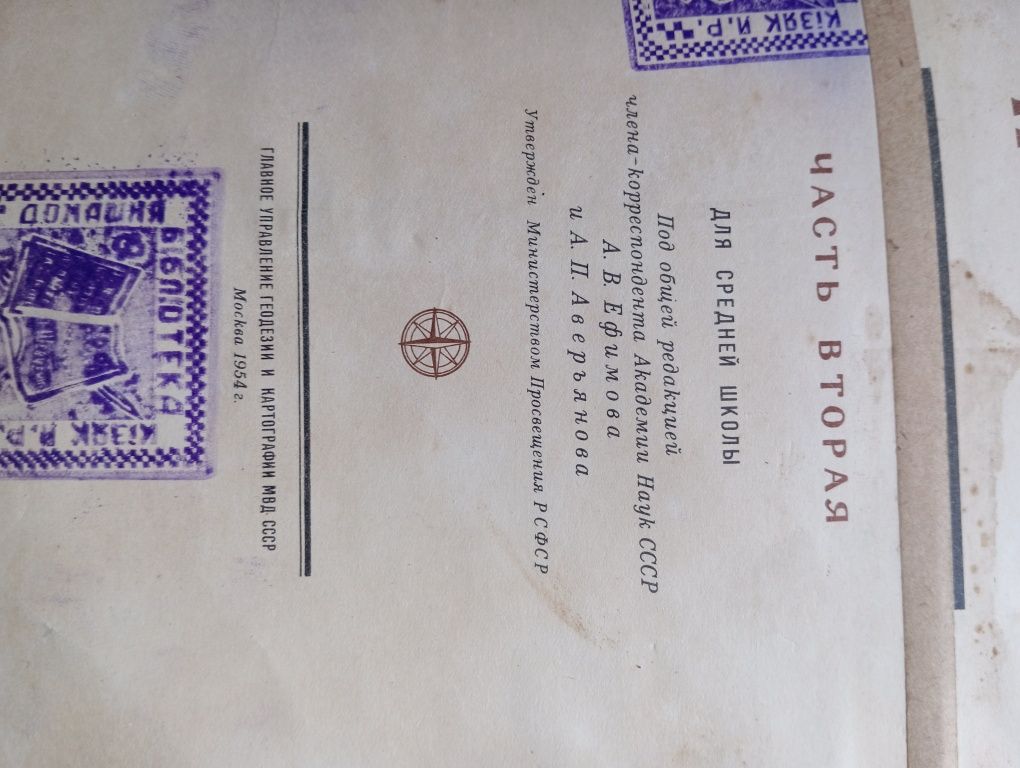 ЧАСТЬ ВТОРАЯ
ДЛЯ СРЕДНЕЙ ШКОЛЫ
Под общей редакцией
члена-корреспондента Академии Наук СССР
А. В. Ефимова
и А. П. Аверьянова
Утверждён Министерством Просвещения РСФСР
ГЛАВНОЕ УПРАВЛЕНИЕ ГЕОДЕЗИИ И КАРТОГРАФИИ МВД СССР
Москва 1954 г.
КІЗЯК И.Р.
БІБЛІОТЕКА
ДОМАШНЯ
КІЗЯК И.Р.